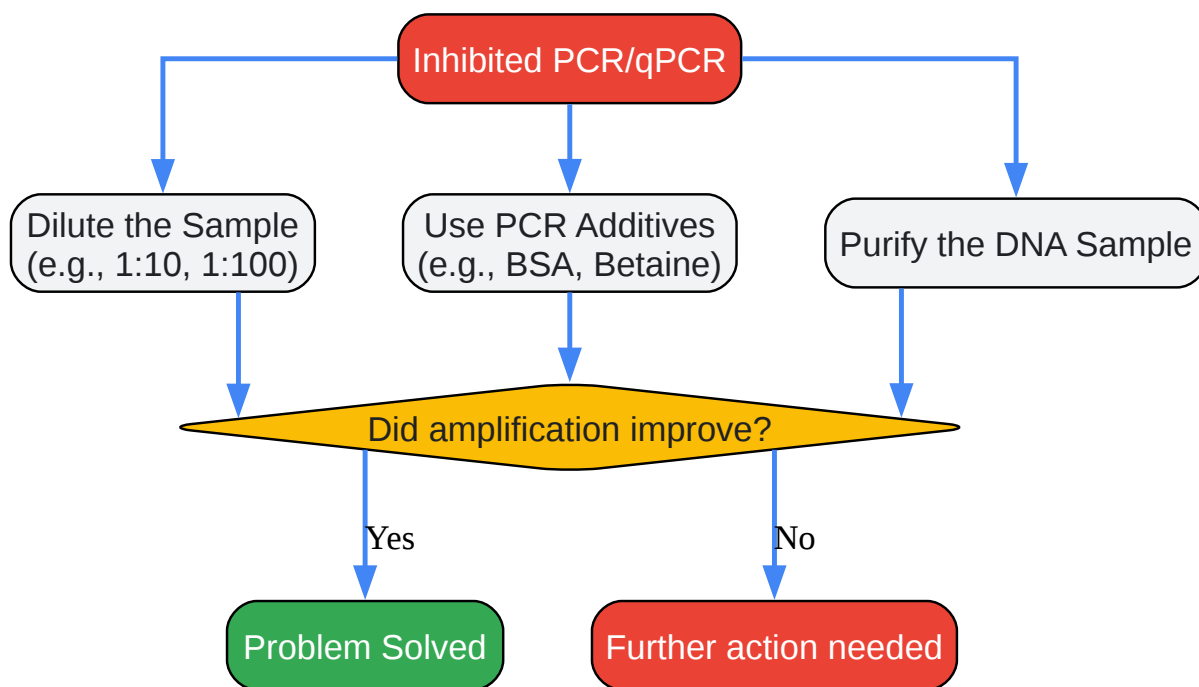 Inhibited PCR/qPCR
Dilute the Sample
(e.g., 1:10, 1:100)
Use PCR Additives
(e.g., BSA, Betaine)
Purify the DNA Sample
Did amplification improve?
Yes
No
Problem Solved
Further action needed